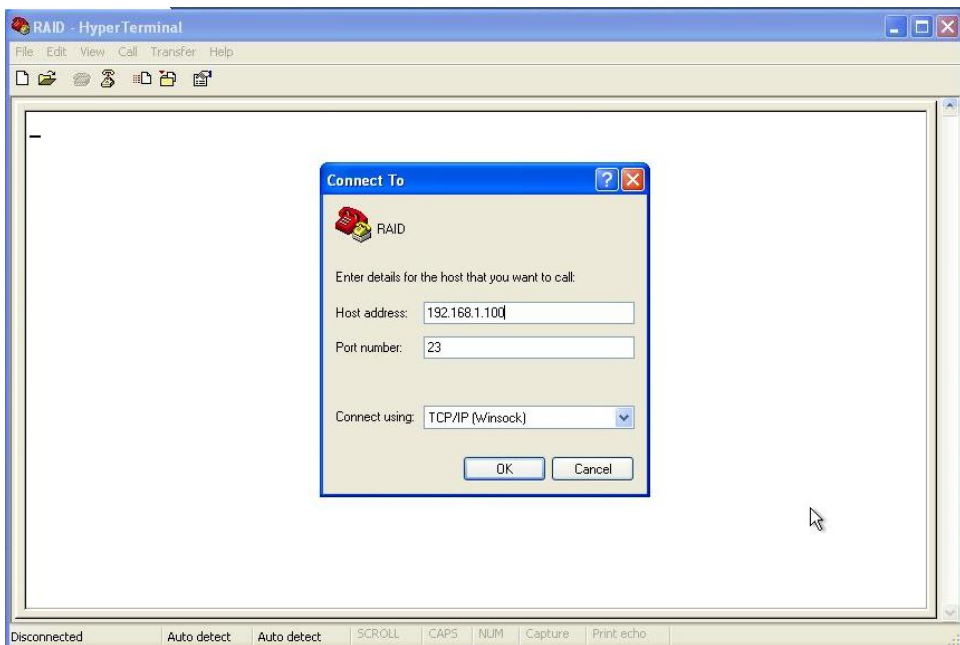 RAID - HyperTerminal
File Edit View Call Transfer Help
Connect To
RAID
Enter details for the host that you want to call:
Host address: 192.168.1.100
Port number: 23
Connect using: TCP/IP (Winsock)
OK Cancel
Disconnected Auto detect Auto detect SCROLL CAPS NUM Capture Print echo